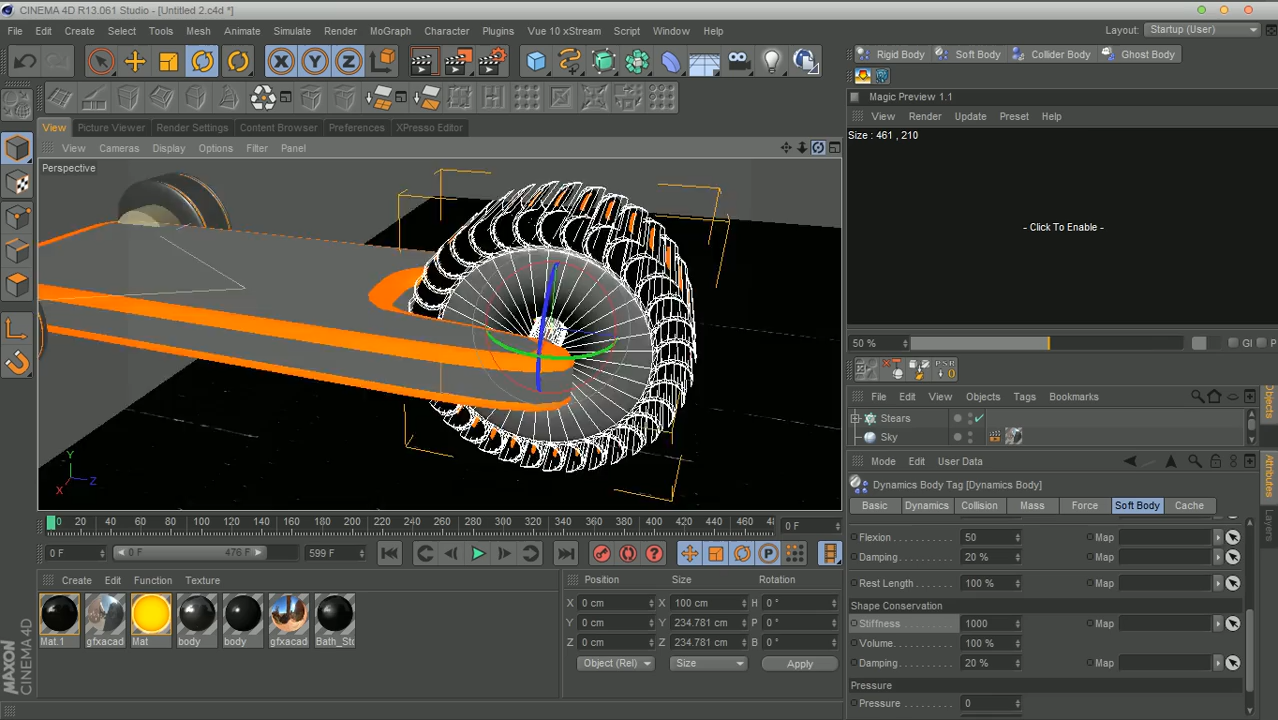 CINEMA 4D R13.061 Studio - [Untitled 2.c4d *]
File Edit Create Select Tools Mesh Animate Simulate Render MoGraph Character Plugins Vue 10 xStream Script Window Help Layout: Startup (User)
Rigid Body Soft Body Collider Body Ghost Body
X Y Z
Magic Preview 1.1
View Render Update Preset Help
View Picture Viewer Render Settings Content Browser Preferences XPresso Editor
View Cameras Display Options Filter Panel
Size : 461 , 210
Perspective
- Click To Enable -
50 % GI P
PSR
0
File Edit View Objects Tags Bookmarks
Stears
Sky
Objects
Mode Edit User Data
Dynamics Body Tag [Dynamics Body]
Basic Dynamics Collision Mass Force Soft Body Cache
Attributes
Layers
Flexion 50 Map
Damping 20 % Map
Rest Length 100 % Map
Shape Conservation
Stiffness 1000 Map
Volume 100 %
Damping 20 % Map
Pressure
Pressure 0
Y
Z
X
0 20 40 60 80 100 120 140 160 180 200 220 240 260 280 300 320 340 360 380 400 420 440 460 48 0 F
0 F 0 F 476 F 599 F
Create Edit Function Texture
Mat.1 gfxacad Mat body body gfxacad Bath_Sto
Position Size Rotation
X 0 cm X 100 cm H 0 °
Y 0 cm Y 234.781 cm P 0 °
Z 0 cm Z 234.781 cm B 0 °
Object (Rel) Size Apply
MAXON
CINEMA 4D